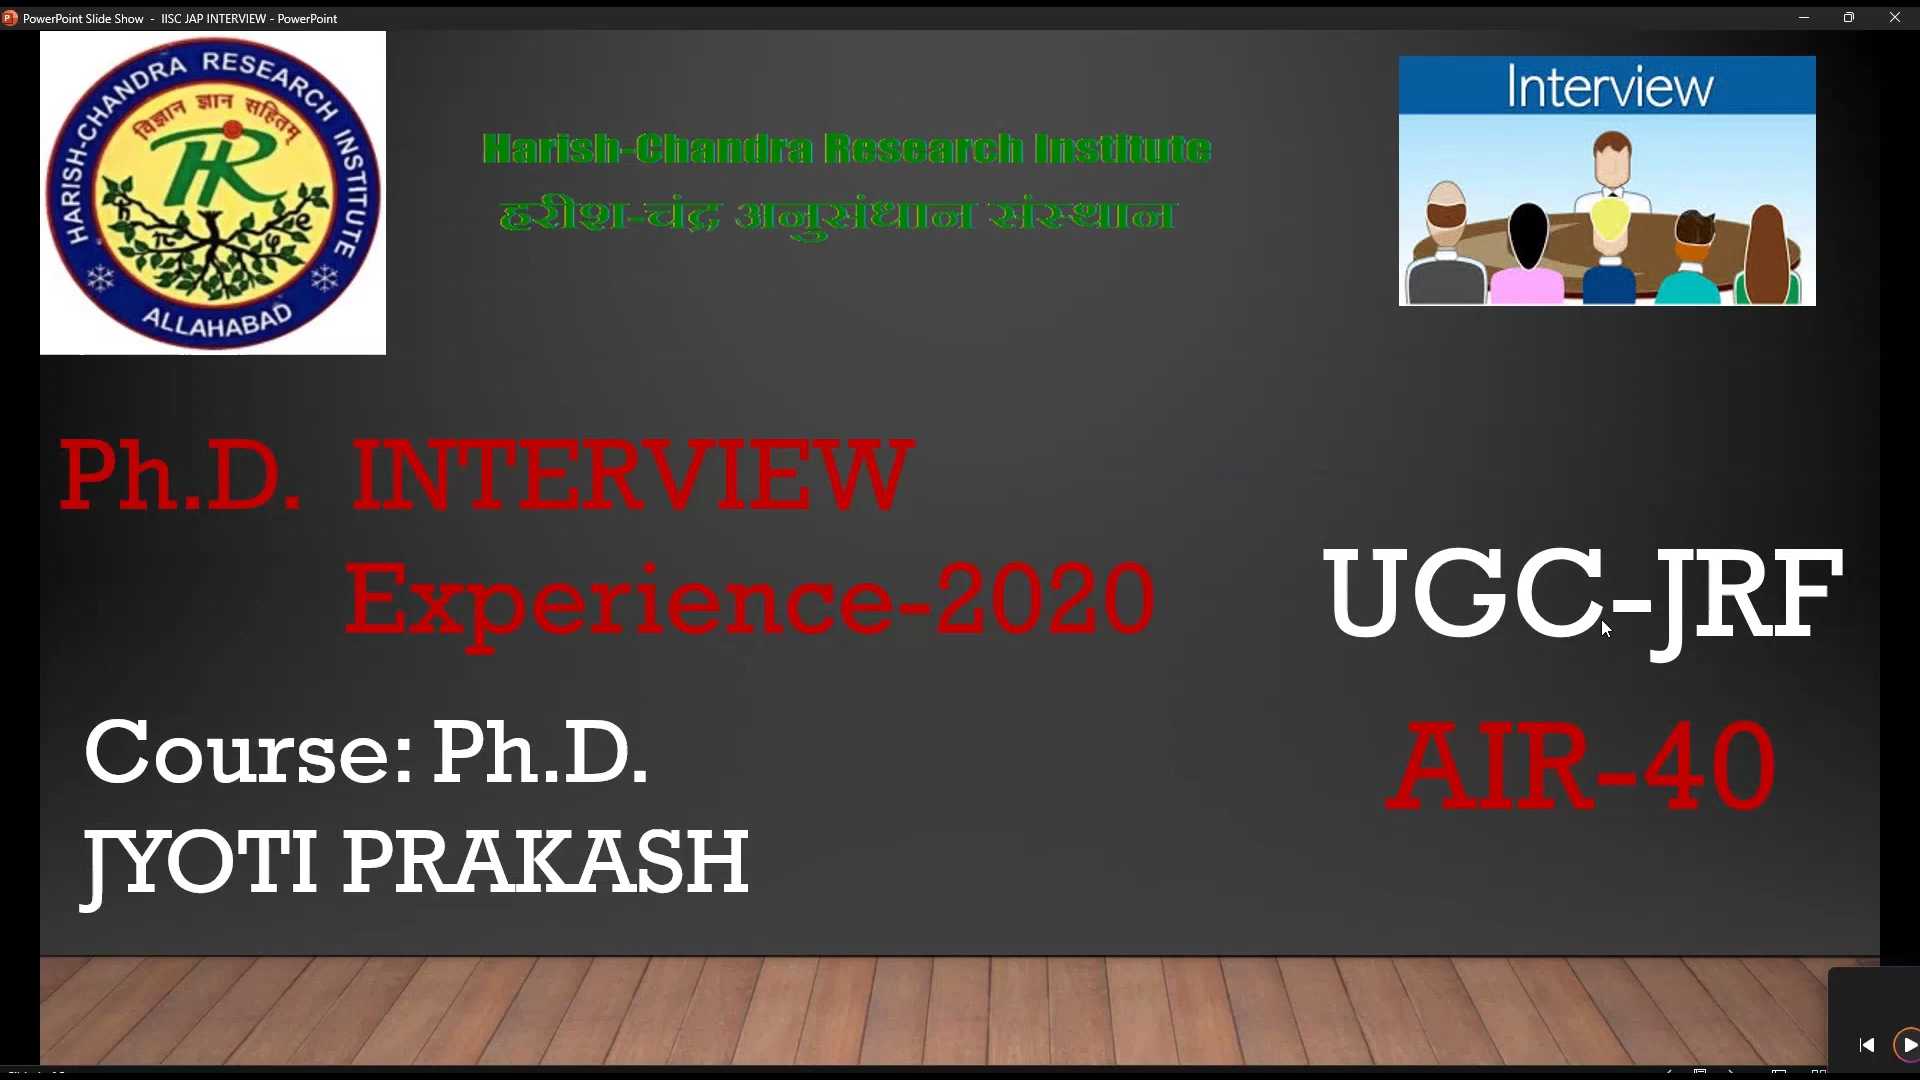 PowerPoint Slide Show - IISC JAP INTERVIEW - PowerPoint
HARISH-CHANDRA RESEARCH INSTITUTE
विज्ञान ज्ञान सहितम्
HR
h
π
φ
e
ALLAHABAD
Harish-Chandra Research Institute
हरीश-चंद्र अनुसंधान संस्थान
Interview
Ph.D. INTERVIEW
Experience-2020
UGC-JRF
AIR-40
Course: Ph.D.
JYOTI PRAKASH